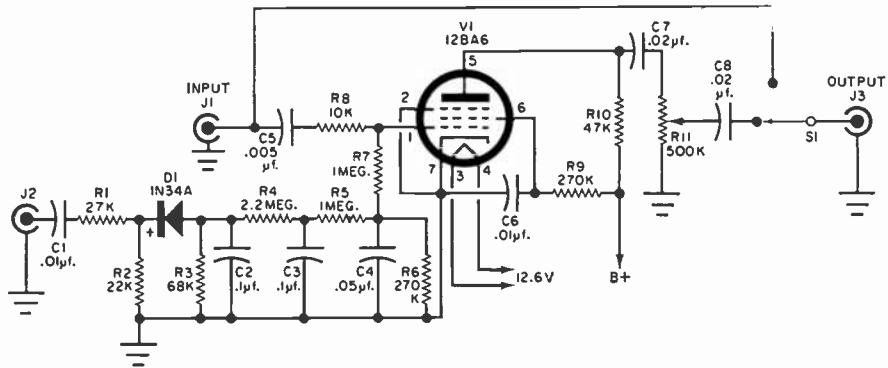 V1
12BA6
5
2
1
6
7
3
4
INPUT
J1
C5
.005
µf.
R8
10K
R7
1MEG.
C7
.02µf.
R10
47K
R11
500K
C8
.02
µf.
S1
OUTPUT
J3
R9
270K
C6
.01µf.
B+
12.6V
J2
C1
.01µf.
R1
27K
D1
1N34A
+
R2
22K
R3
68K
R4
2.2MEG.
R5
1MEG.
C2
.1µf.
C3
.1µf.
C4
.05µf.
R6
270
K